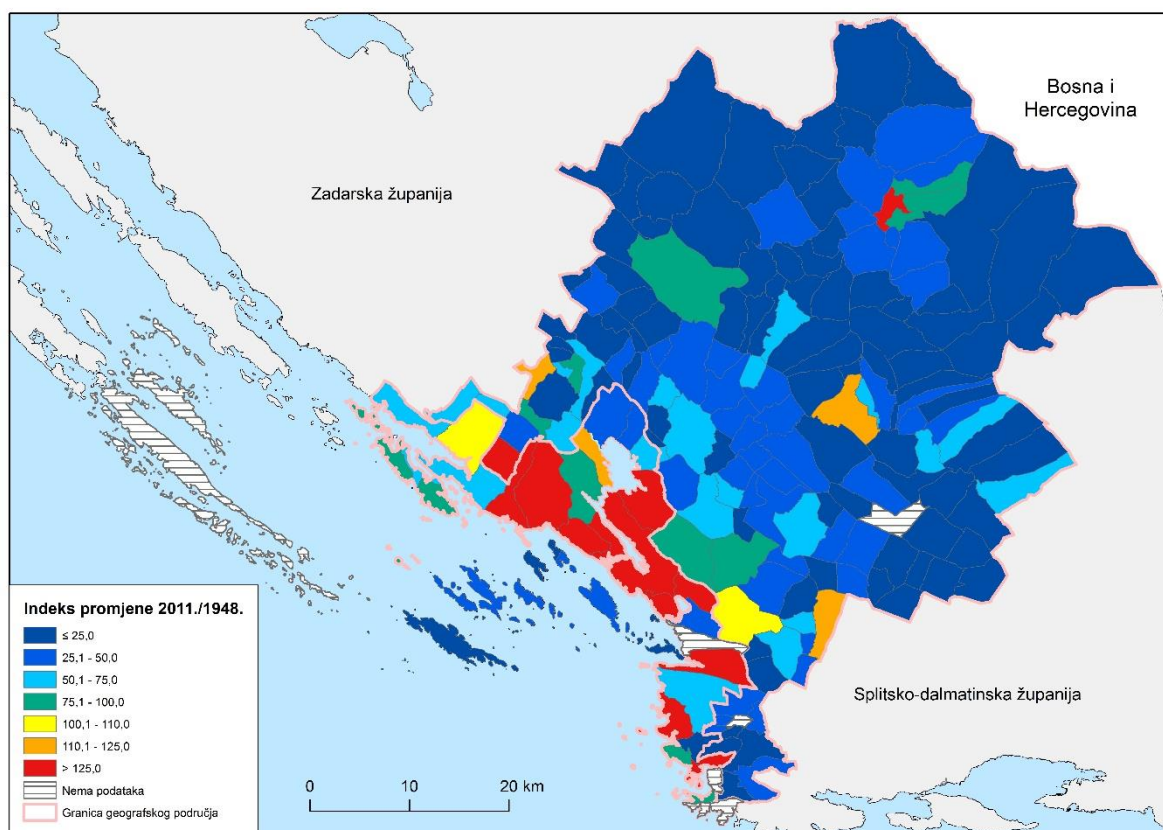 Bosna i
Hercegovina
Zadarska županija
Splitsko-dalmatinska županija
Indeks promjene 2011./1948.
≤ 25,0
25,1 - 50,0
50,1 - 75,0
75,1 - 100,0
100,1 - 110,0
110,1 - 125,0
> 125,0
Nema podataka
Granica geografskog područja
0 10 20 km